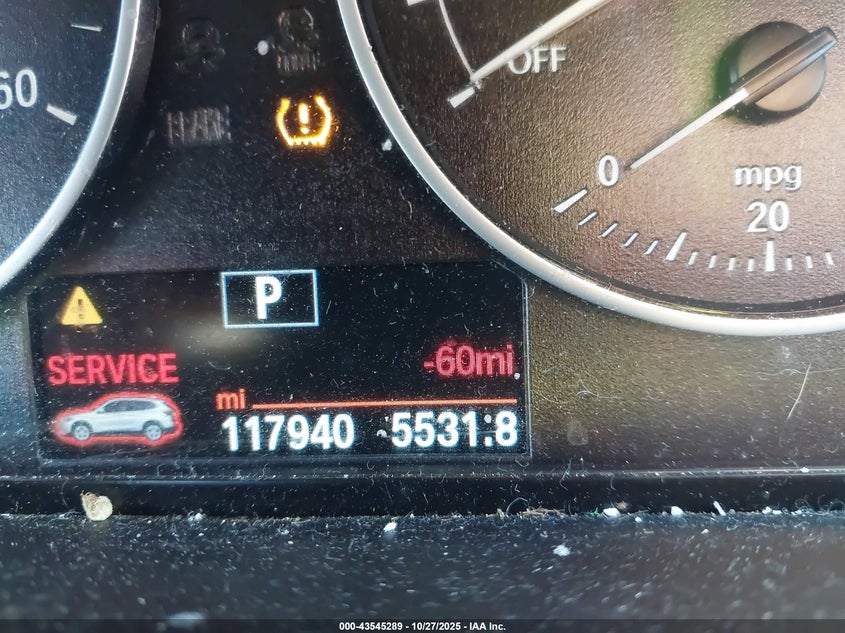 60
OFF
0
mpg
20
P
SERVICE -60mi
mi
117940 5531.8
000-43545289 - 10/27/2025 - IAA Inc.